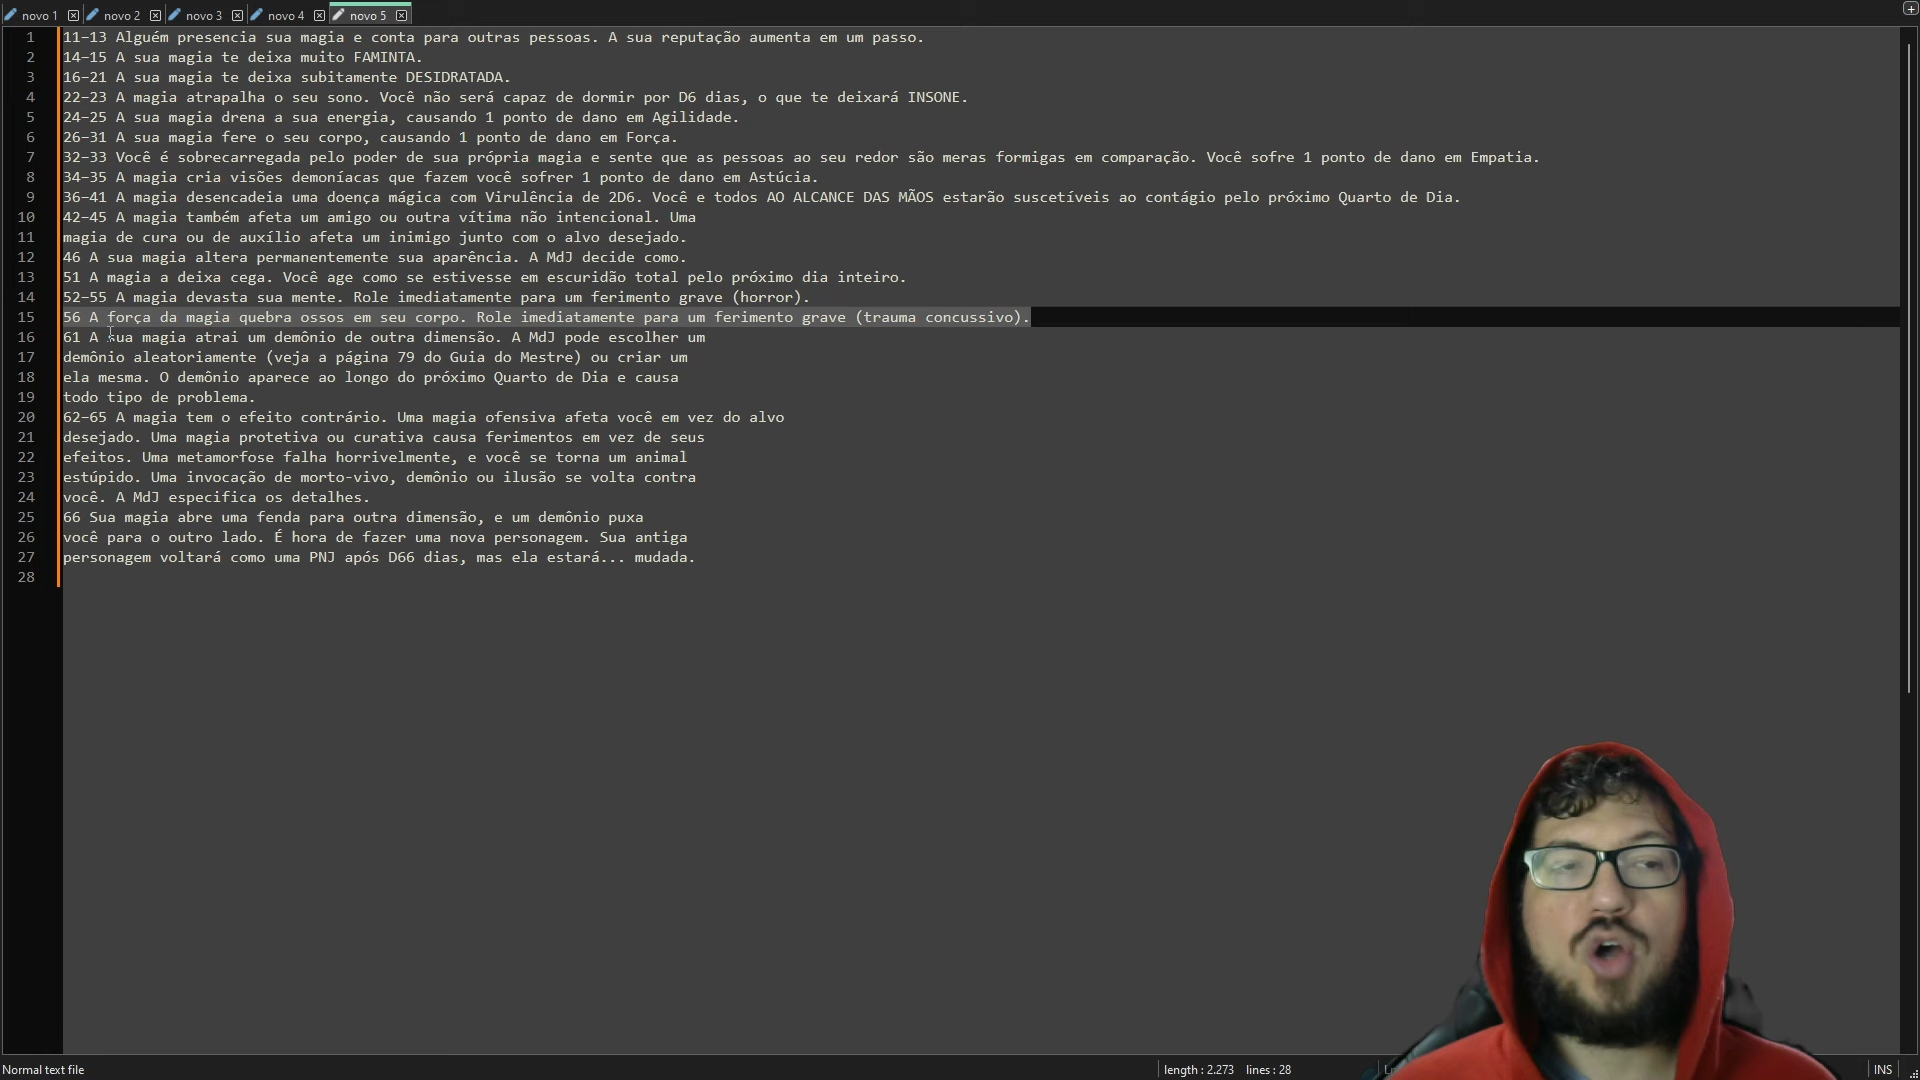 novo 1 novo 2 novo 3 novo 4 novo 5
1 11-13 Alguém presencia sua magia e conta para outras pessoas. A sua reputação aumenta em um passo.
2 14-15 A sua magia te deixa muito FAMINTA.
3 16-21 A sua magia te deixa subitamente DESIDRATADA.
4 22-23 A magia atrapalha o seu sono. Você não será capaz de dormir por D6 dias, o que te deixará INSONE.
5 24-25 A sua magia drena a sua energia, causando 1 ponto de dano em Agilidade.
6 26-31 A sua magia fere o seu corpo, causando 1 ponto de dano em Força.
7 32-33 Você é sobrecarregada pelo poder de sua própria magia e sente que as pessoas ao seu redor são meras formigas em comparação. Você sofre 1 ponto de dano em Empatia.
8 34-35 A magia cria visões demoníacas que fazem você sofrer 1 ponto de dano em Astúcia.
9 36-41 A magia desencadeia uma doença mágica com Virulência de 2D6. Você e todos AO ALCANCE DAS MÃOS estarão suscetíveis ao contágio pelo próximo Quarto de Dia.
10 42-45 A magia também afeta um amigo ou outra vítima não intencional. Uma
11 magia de cura ou de auxílio afeta um inimigo junto com o alvo desejado.
12 46 A sua magia altera permanentemente sua aparência. A MdJ decide como.
13 51 A magia a deixa cega. Você age como se estivesse em escuridão total pelo próximo dia inteiro.
14 52-55 A magia devasta sua mente. Role imediatamente para um ferimento grave (horror).
15 56 A força da magia quebra ossos em seu corpo. Role imediatamente para um ferimento grave (trauma concussivo).
16 61 A sua magia atrai um demônio de outra dimensão. A MdJ pode escolher um
17 demônio aleatoriamente (veja a página 79 do Guia do Mestre) ou criar um
18 ela mesma. O demônio aparece ao longo do próximo Quarto de Dia e causa
19 todo tipo de problema.
20 62-65 A magia tem o efeito contrário. Uma magia ofensiva afeta você em vez do alvo
21 desejado. Uma magia protetiva ou curativa causa ferimentos em vez de seus
22 efeitos. Uma metamorfose falha horrivelmente, e você se torna um animal
23 estúpido. Uma invocação de morto-vivo, demônio ou ilusão se volta contra
24 você. A MdJ especifica os detalhes.
25 66 Sua magia abre uma fenda para outra dimensão, e um demônio puxa
26 você para o outro lado. É hora de fazer uma nova personagem. Sua antiga
27 personagem voltará como uma PNJ após D66 dias, mas ela estará... mudada.
28
Normal text file length : 2.273 lines : 28 INS